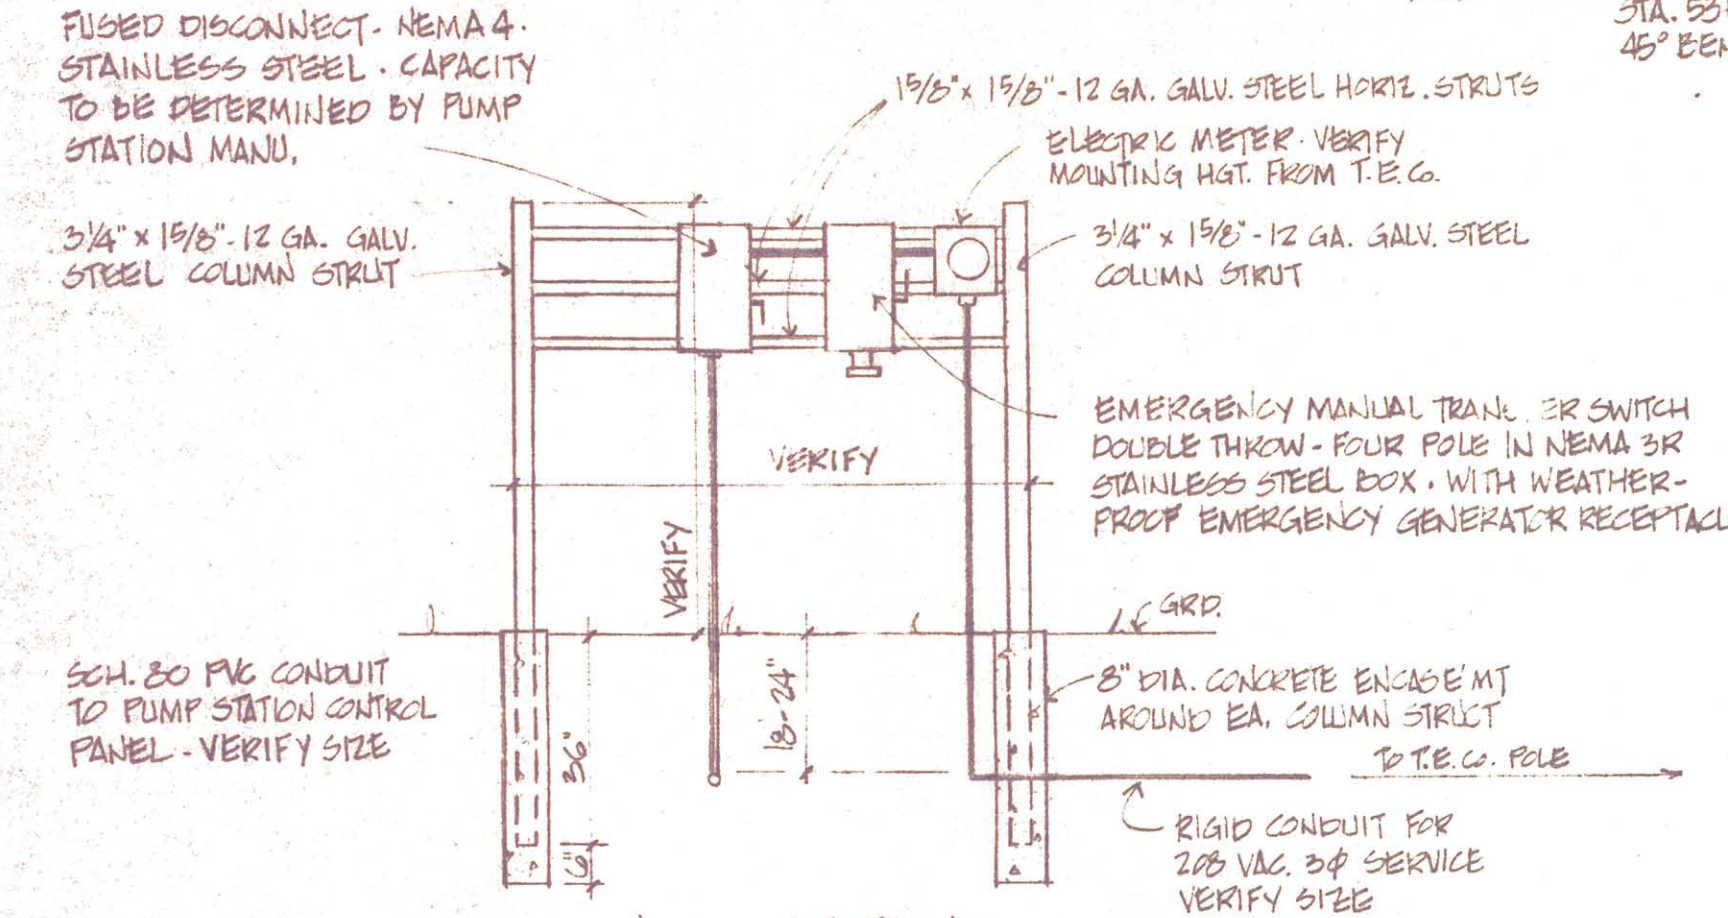 FUSED DISCONNECT. NEMA 4.
STAINLESS STEEL. CAPACITY
TO BE DETERMINED BY PUMP
STATION MANU.
STA. 53
45° BEN
1 5/8" x 1 5/8" - 12 GA. GALV. STEEL HORIZ. STRUTS
ELECTRIC METER. VERIFY
MOUNTING HGT. FROM T.E.Co.
3 1/4" x 1 5/8" - 12 GA. GALV.
STEEL COLUMN STRUT
3 1/4" x 1 5/8" - 12 GA. GALV. STEEL
COLUMN STRUT
EMERGENCY MANUAL TRANS ER SWITCH
DOUBLE THROW - FOUR POLE IN NEMA 3R
STAINLESS STEEL BOX. WITH WEATHER-
PROOF EMERGENCY GENERATOR RECEPTACL
VERIFY
VERIFY
GRD.
SCH. 80 PVC CONDUIT
TO PUMP STATION CONTROL
PANEL - VERIFY SIZE
36"
18"-24"
6"
8" DIA. CONCRETE ENCASE'MT
AROUND EA. COLUMN STRUCT
TO T.E.Co. POLE
RIGID CONDUIT FOR
208 VAC. 3φ SERVICE
VERIFY SIZE